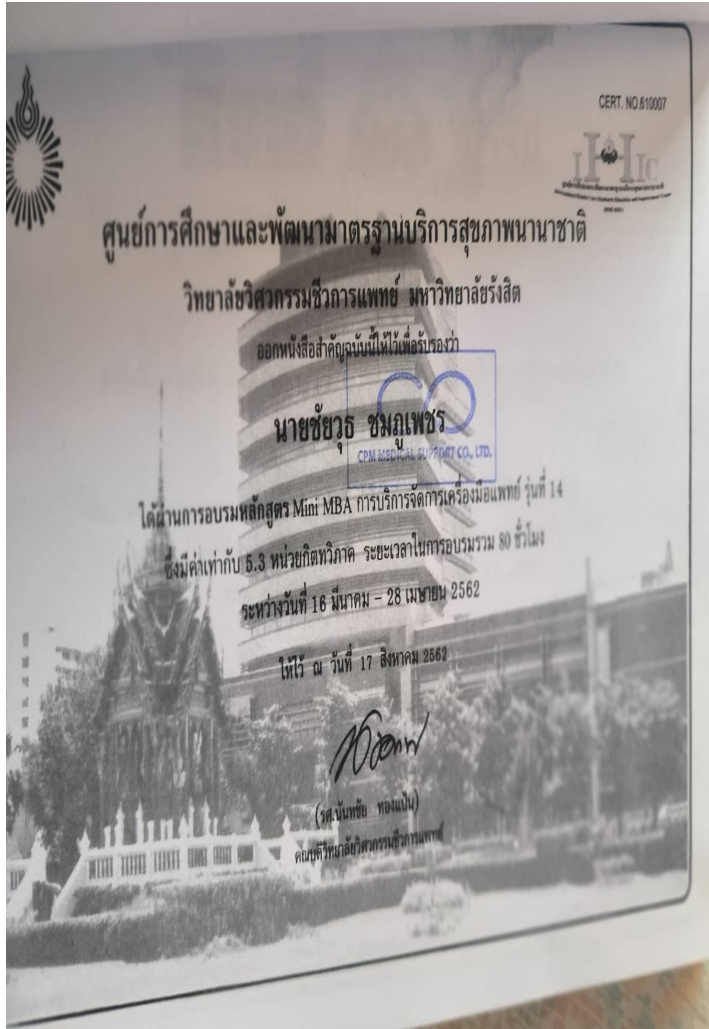 CERT. NO.610007
ศูนย์การศึกษาและพัฒนามาตรฐานบริการสุขภาพนานาชาติ
วิทยาลัยวิศวกรรมชีวการแพทย์ มหาวิทยาลัยรังสิต
ออกหนังสือสำคัญฉบับนี้ให้ไว้เพื่อรับรองว่า
นายชัยวุธ ชมภูเพชร
CPM MEDICAL SUPPORT CO., LTD.
ได้ผ่านการอบรมหลักสูตร Mini MBA การบริการจัดการเครื่องมือแพทย์ รุ่นที่ 14
ซึ่งมีค่าเท่ากับ 5.3 หน่วยกิตทวิภาค ระยะเวลาในการอบรมรวม 80 ชั่วโมง
ระหว่างวันที่ 16 มีนาคม – 28 เมษายน 2562
ให้ไว้ ณ วันที่ 17 สิงหาคม 2562
(รศ.นันทชัย ทองแป้น)
คณบดีวิทยาลัยวิศวกรรมชีวการแพทย์